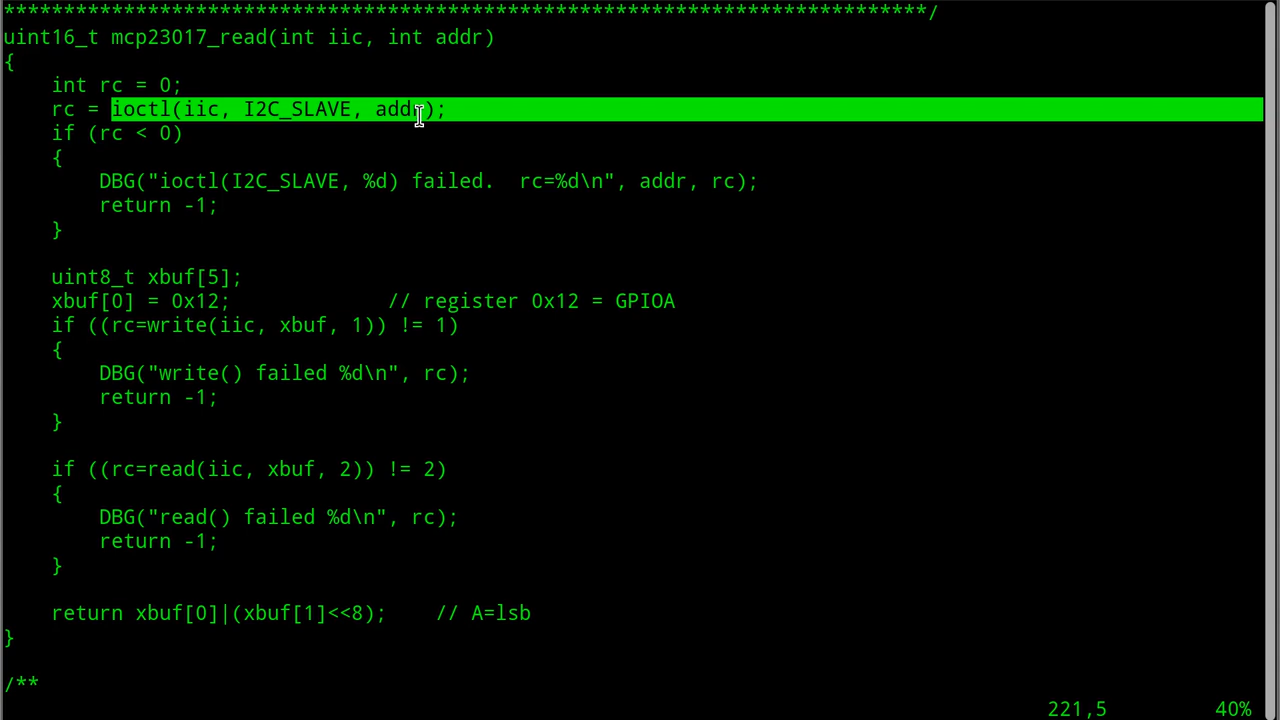 *****************************************************************************/
uint16_t mcp23017_read(int iic, int addr)
{
    int rc = 0;
    rc = ioctl(iic, I2C_SLAVE, addr);
    if (rc < 0)
    {
        DBG("ioctl(I2C_SLAVE, %d) failed.  rc=%d\n", addr, rc);
        return -1;
    }

    uint8_t xbuf[5];
    xbuf[0] = 0x12;             // register 0x12 = GPIOA
    if ((rc=write(iic, xbuf, 1)) != 1)
    {
        DBG("write() failed %d\n", rc);
        return -1;
    }

    if ((rc=read(iic, xbuf, 2)) != 2)
    {
        DBG("read() failed %d\n", rc);
        return -1;
    }

    return xbuf[0]|(xbuf[1]<<8);    // A=lsb
}

/**
221,5         40%